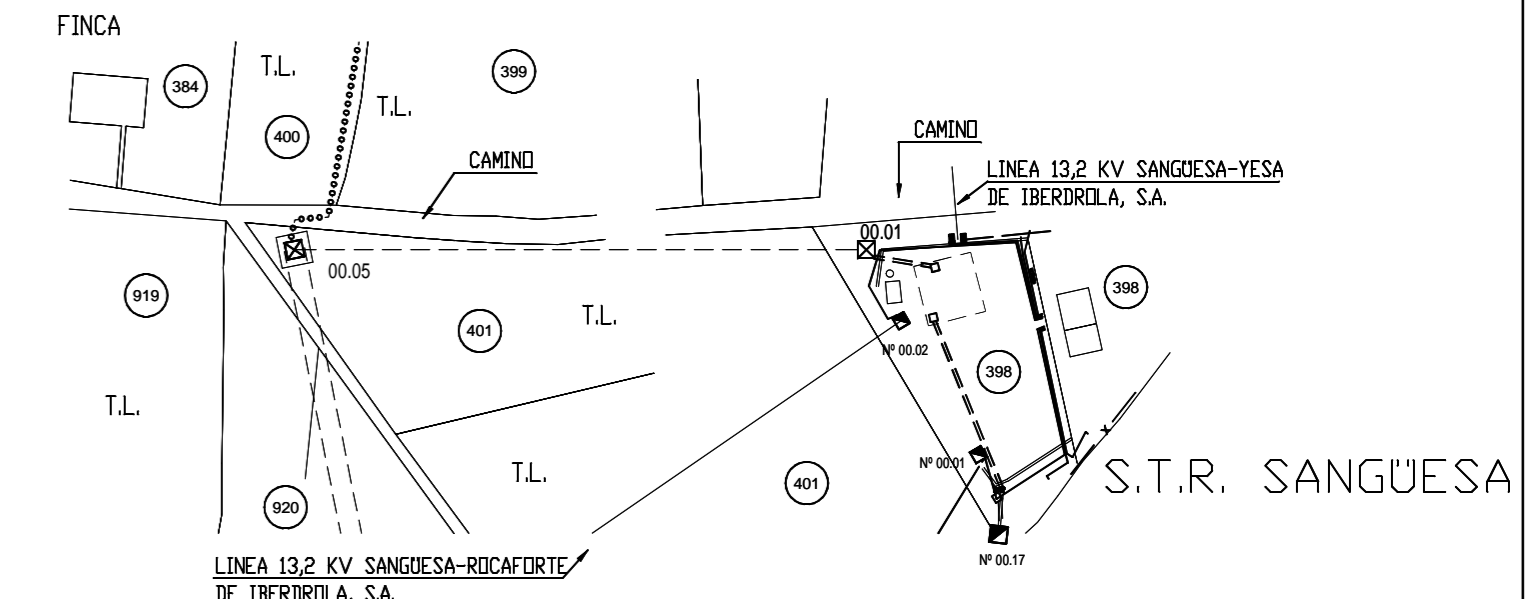 FINCA
T.L.
399
384
T.L.
400
CAMINO
CAMINO
LINEA 13,2 KV SANGÜESA-YESA
DE IBERDROLA, S.A.
00.01
00.05
919
398
401
T.L.
Nº 00.02
398
T.L.
Nº 00.01
T.L.
401
S.T.R. SANGÜESA
920
Nº 00.17
LINEA 13,2 KV SANGÜESA-ROCAFORTE
DE IBERDROLA, S.A.